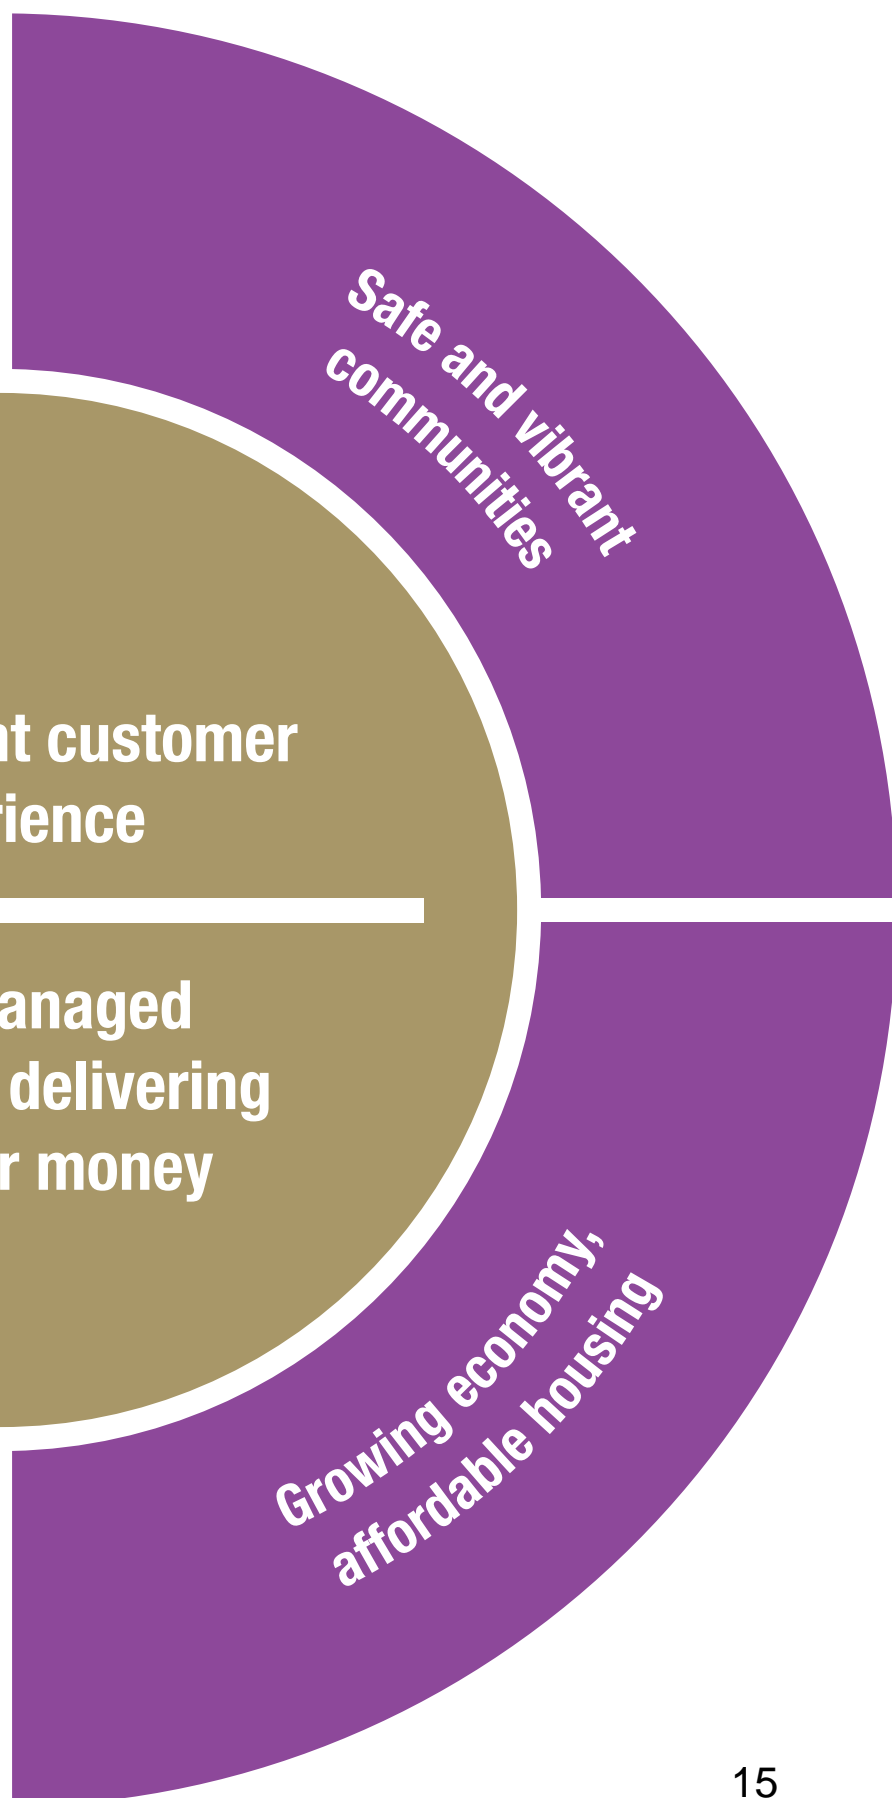 Safe and vibrant
communities
nt customer
rience
anaged
delivering
r money
Growing economy,
affordable housing
15